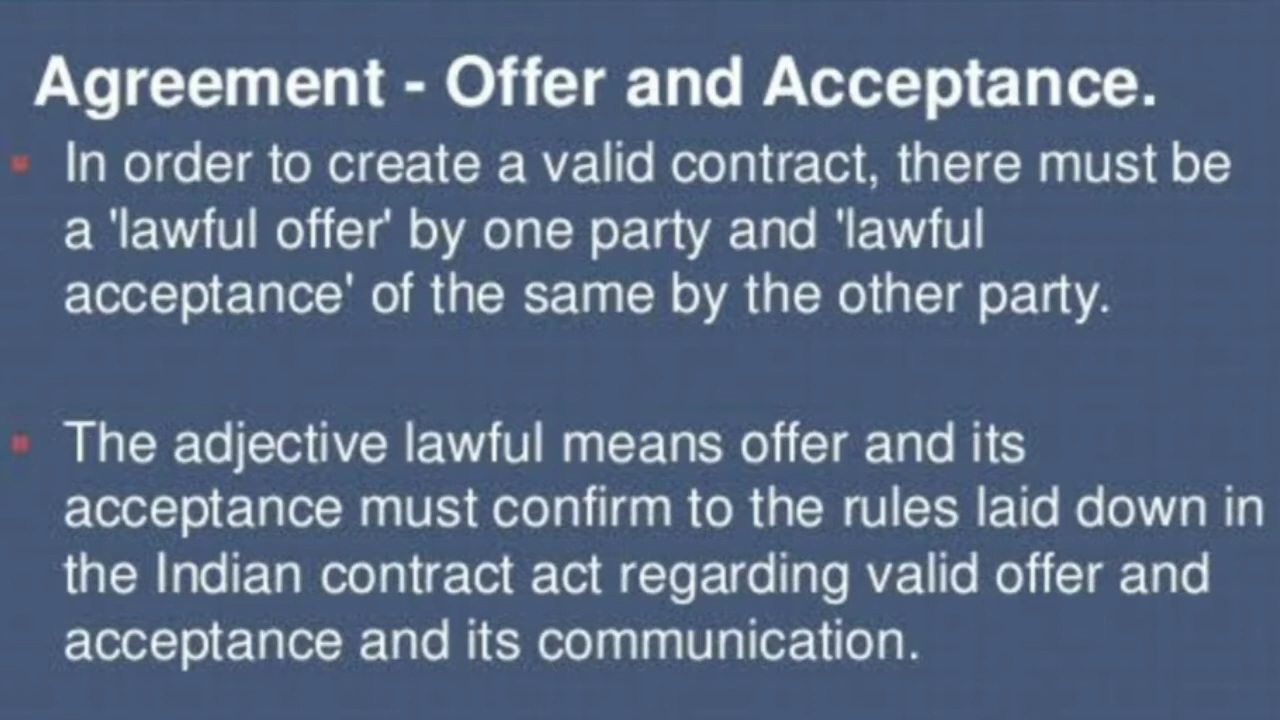 Agreement - Offer and Acceptance.
In order to create a valid contract, there must be
a 'lawful offer' by one party and 'lawful
acceptance' of the same by the other party.
The adjective lawful means offer and its
acceptance must confirm to the rules laid down in
the Indian contract act regarding valid offer and
acceptance and its communication.